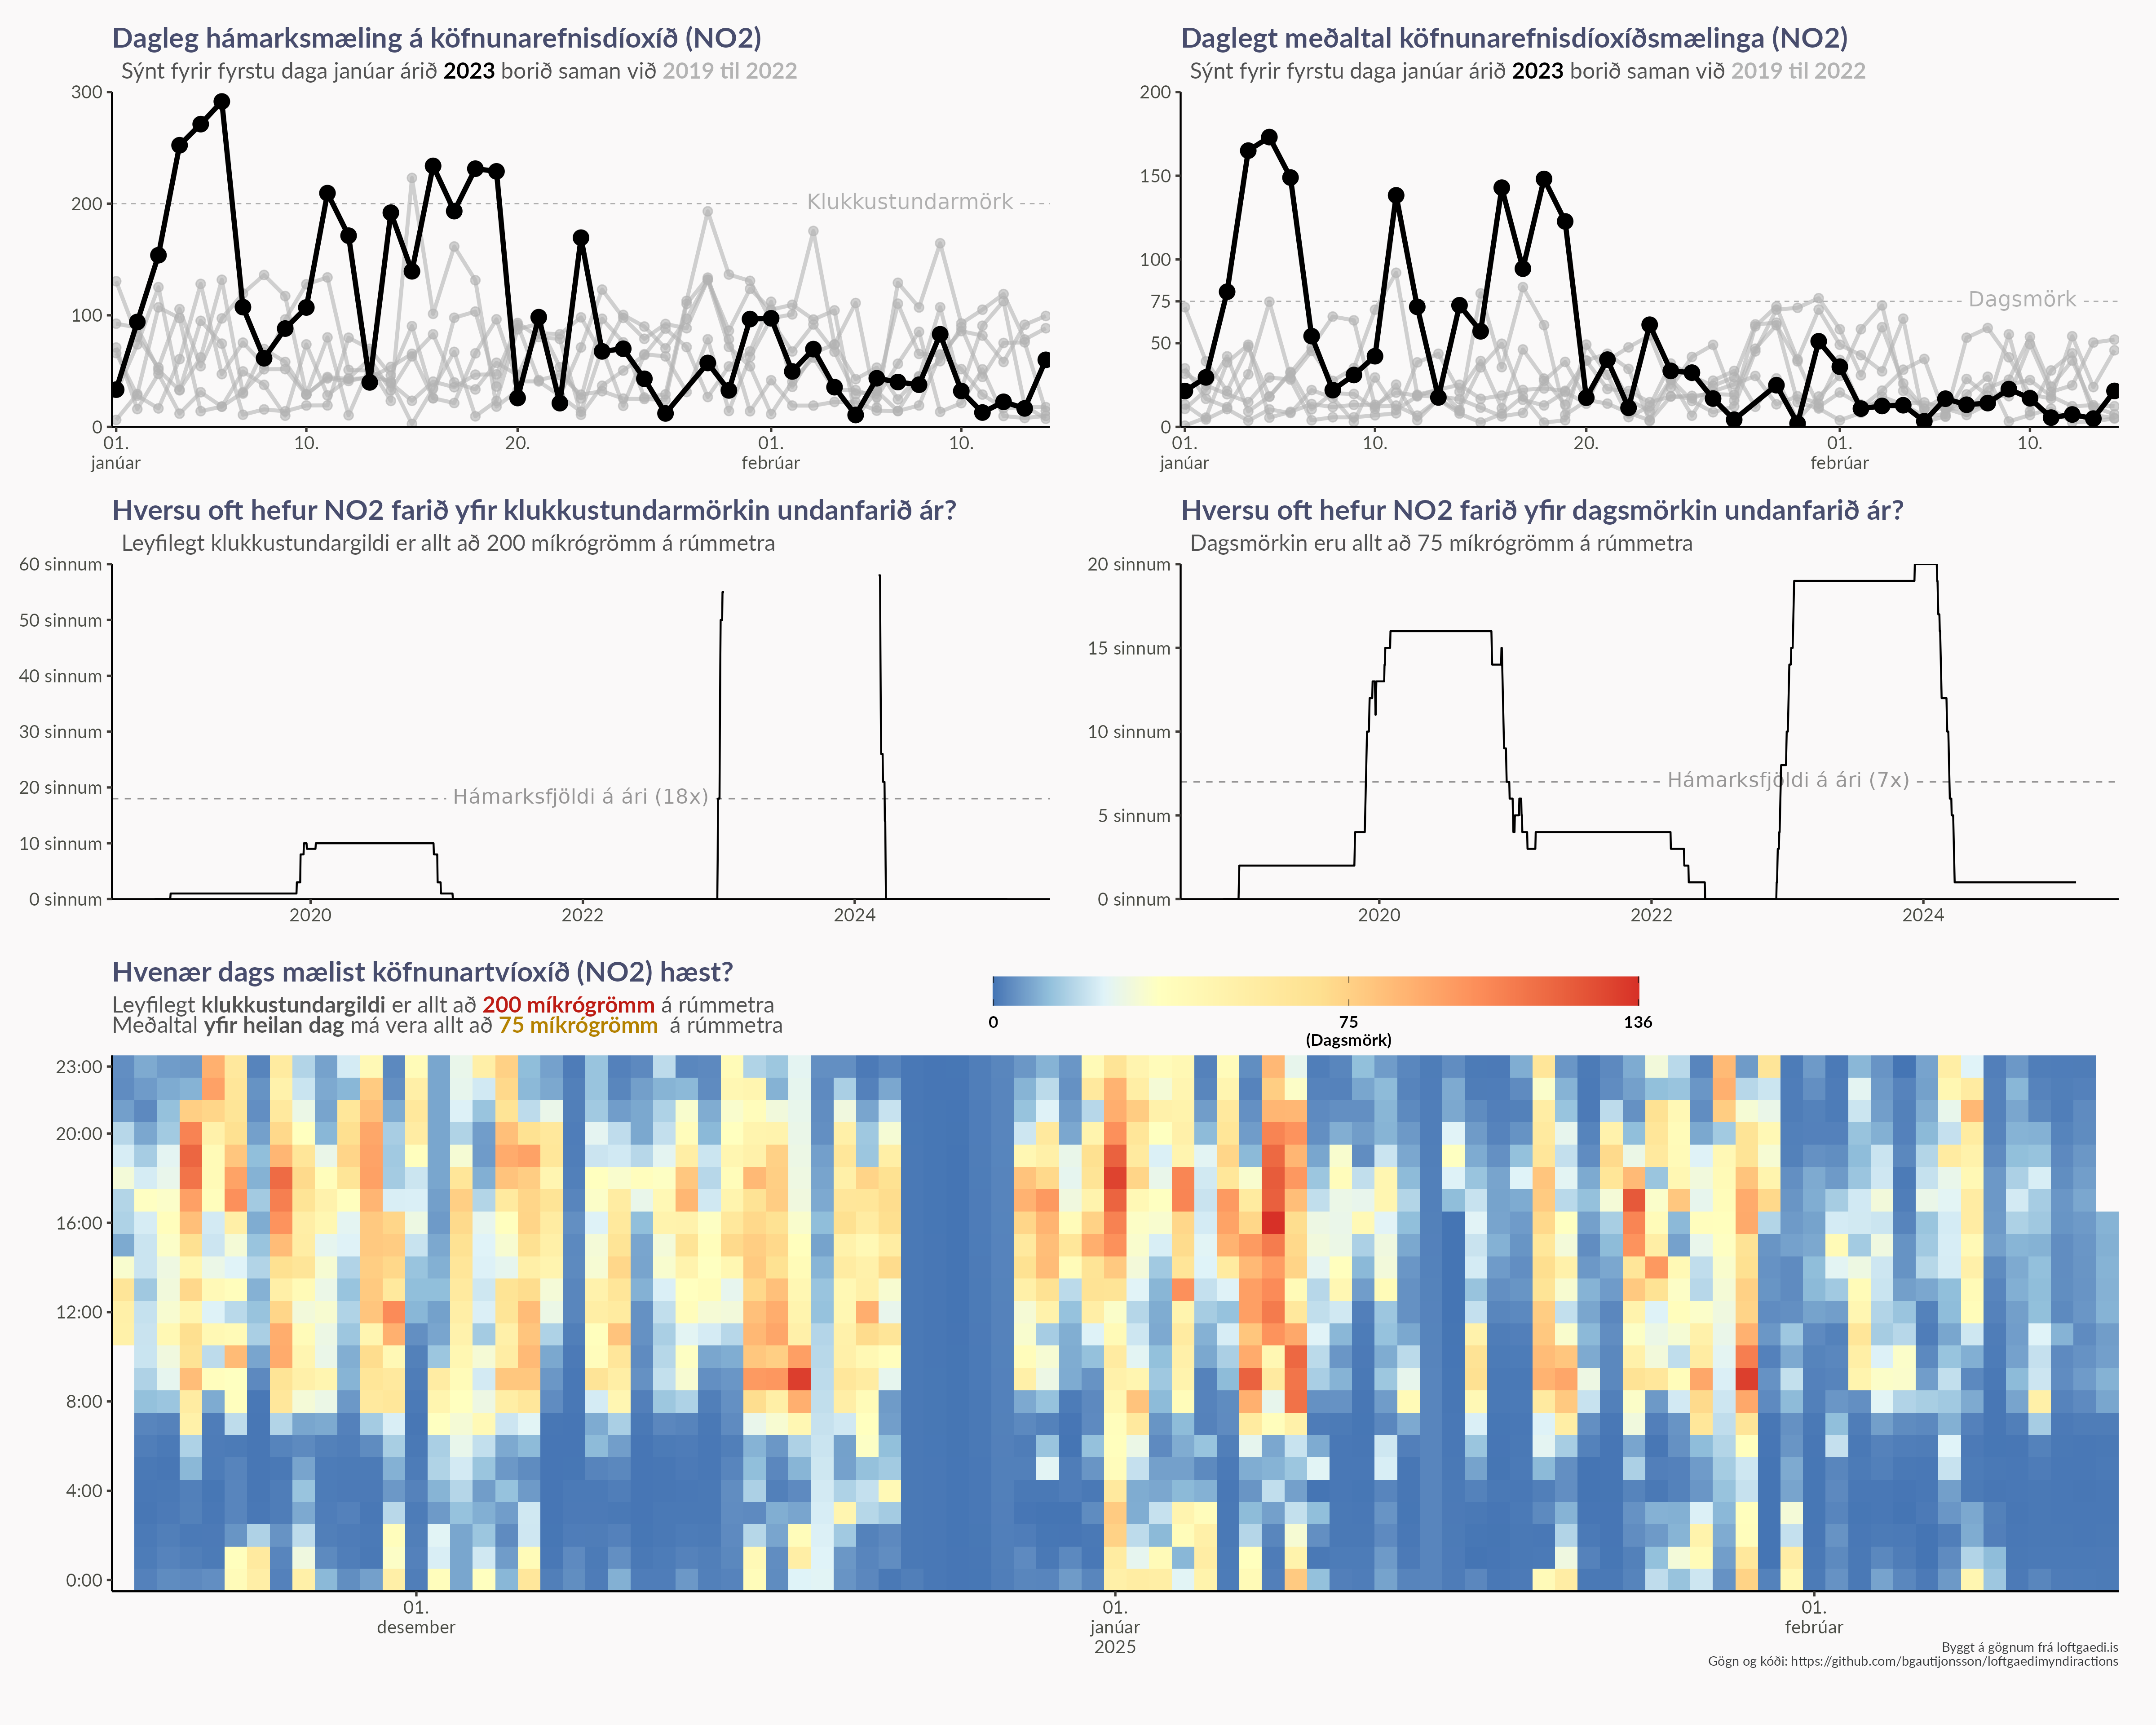 Dagleg hámarksmæling á köfnunarefnisdíoxíð (NO2)
Sýnt fyrir fyrstu daga janúar árið 2023 borið saman við 2019 til 2022
300
200
100
0
Klukkustundarmörk
01.
janúar
10.
20.
01.
febrúar
10.
Daglegt meðaltal köfnunarefnisdíoxíðsmælinga (NO2)
Sýnt fyrir fyrstu daga janúar árið 2023 borið saman við 2019 til 2022
200
150
100
75
50
0
Dagsmörk
01.
janúar
10.
20.
01.
febrúar
10.
Hversu oft hefur NO2 farið yfir klukkustundarmörkin undanfarið ár?
Leyfilegt klukkustundargildi er allt að 200 míkrógrömm á rúmmetra
60 sinnum
50 sinnum
40 sinnum
30 sinnum
20 sinnum
10 sinnum
0 sinnum
Hámarksfjöldi á ári (18x)
2020
2022
2024
Hversu oft hefur NO2 farið yfir dagsmörkin undanfarið ár?
Dagsmörkin eru allt að 75 míkrógrömm á rúmmetra
20 sinnum
15 sinnum
10 sinnum
5 sinnum
0 sinnum
Hámarksfjöldi á ári (7x)
2020
2022
2024
Hvenær dags mælist köfnunartvíoxíð (NO2) hæst?
Leyfilegt klukkustundargildi er allt að 200 míkrógrömm á rúmmetra
Meðaltal yfir heilan dag má vera allt að 75 míkrógrömm á rúmmetra
0
75
(Dagsmörk)
136
23:00
20:00
16:00
12:00
8:00
4:00
0:00
01.
desember
01.
janúar
2025
01.
febrúar
Byggt á gögnum frá loftgaedi.is
Gögn og kóði: https://github.com/bgautijonsson/loftgaedimyndiractions